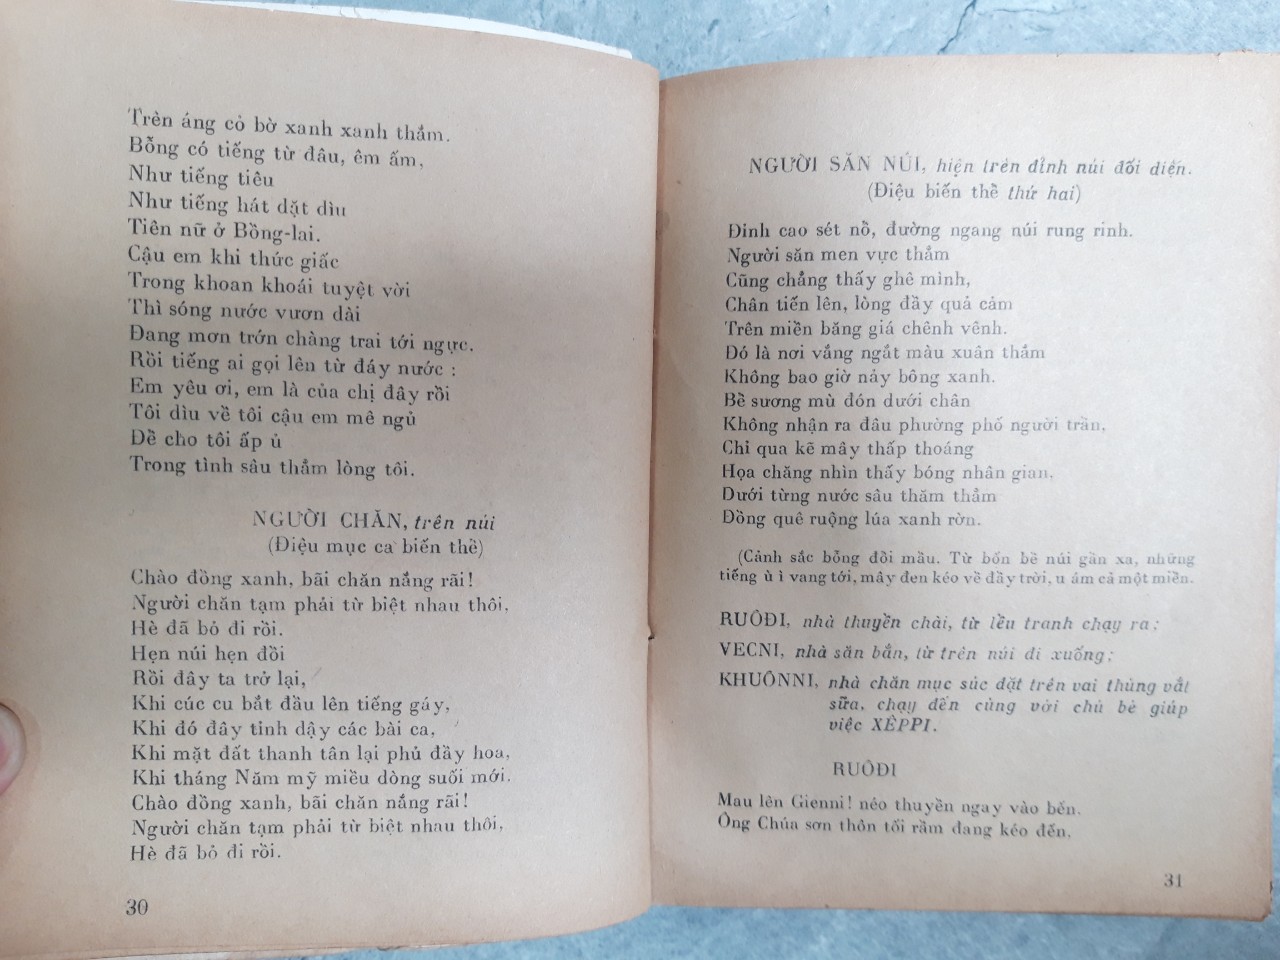 Trên áng cỏ bờ xanh xanh thắm.
Bỗng có tiếng từ đâu, êm ấm,
Như tiếng tiêu
Như tiếng hát dặt dìu
Tiên nữ ở Bồng-lai.
Cậu em khi thức giấc
Trong khoan khoái tuyệt vời
Thì sóng nước vươn dài
Đang mơn trớn chàng trai tới ngực.
Rồi tiếng ai gọi lên từ đáy nước :
Em yêu ơi, em là của chị đây rồi
Tôi dìu về tôi cậu em mê ngủ
Để cho tôi ấp ủ
Trong tình sâu thẳm lòng tôi.
NGƯỜI CHĂN, trên núi
(Điệu mục ca biến thể)
Chào đồng xanh, bãi chăn nắng rãi!
Người chăn tạm phải từ biệt nhau thôi,
Hè đã bỏ đi rồi.
Hẹn núi hẹn đồi
Rồi đây ta trở lại,
Khi cúc cu bắt đầu lên tiếng gáy,
Khi đó đây tỉnh dậy các bài ca,
Khi mặt đất thanh tân lại phủ đầy hoa,
Khi tháng Năm mỹ miều dòng suối mới.
Chào đồng xanh, bãi chăn nắng rãi!
Người chăn tạm phải từ biệt nhau thôi,
Hè đã bỏ đi rồi.
30
NGƯỜI SĂN NÚI, hiện trên đỉnh núi đối diện.
(Điệu biến thể thứ hai)
Đỉnh cao sét nổ, đường ngang núi rung rinh.
Người săn men vực thẳm
Cũng chẳng thấy ghê mình,
Chân tiến lên, lòng đầy quả cảm
Trên miền băng giá chênh vênh.
Đó là nơi vắng ngắt màu xuân thắm
Không bao giờ nảy bông xanh.
Bể sương mù đón dưới chân
Không nhận ra đâu phường phố người trần,
Chỉ qua kẽ mây thấp thoáng
Họa chăng nhìn thấy bóng nhân gian,
Dưới từng nước sâu thăm thẳm
Đồng quê ruộng lúa xanh rờn.
(Cảnh sắc bỗng đổi mầu. Từ bốn bề núi gần xa, những
tiếng ù ì vang tới, mây đen kéo về đầy trời, u ám cả một miền.
RUÔĐI, nhà thuyền chài, từ lều tranh chạy ra;
VECNI, nhà săn bắn, từ trên núi đi xuống;
KHUÔNNI, nhà chăn mục súc đặt trên vai thùng vắt
sữa, chạy đến cùng với chú bé giúp
việc XÊPPI.
RUÔĐI
Mau lên Gienni! néo thuyền ngay vào bến.
Ông Chúa sơn thôn tối rầm đang kéo đến,
31